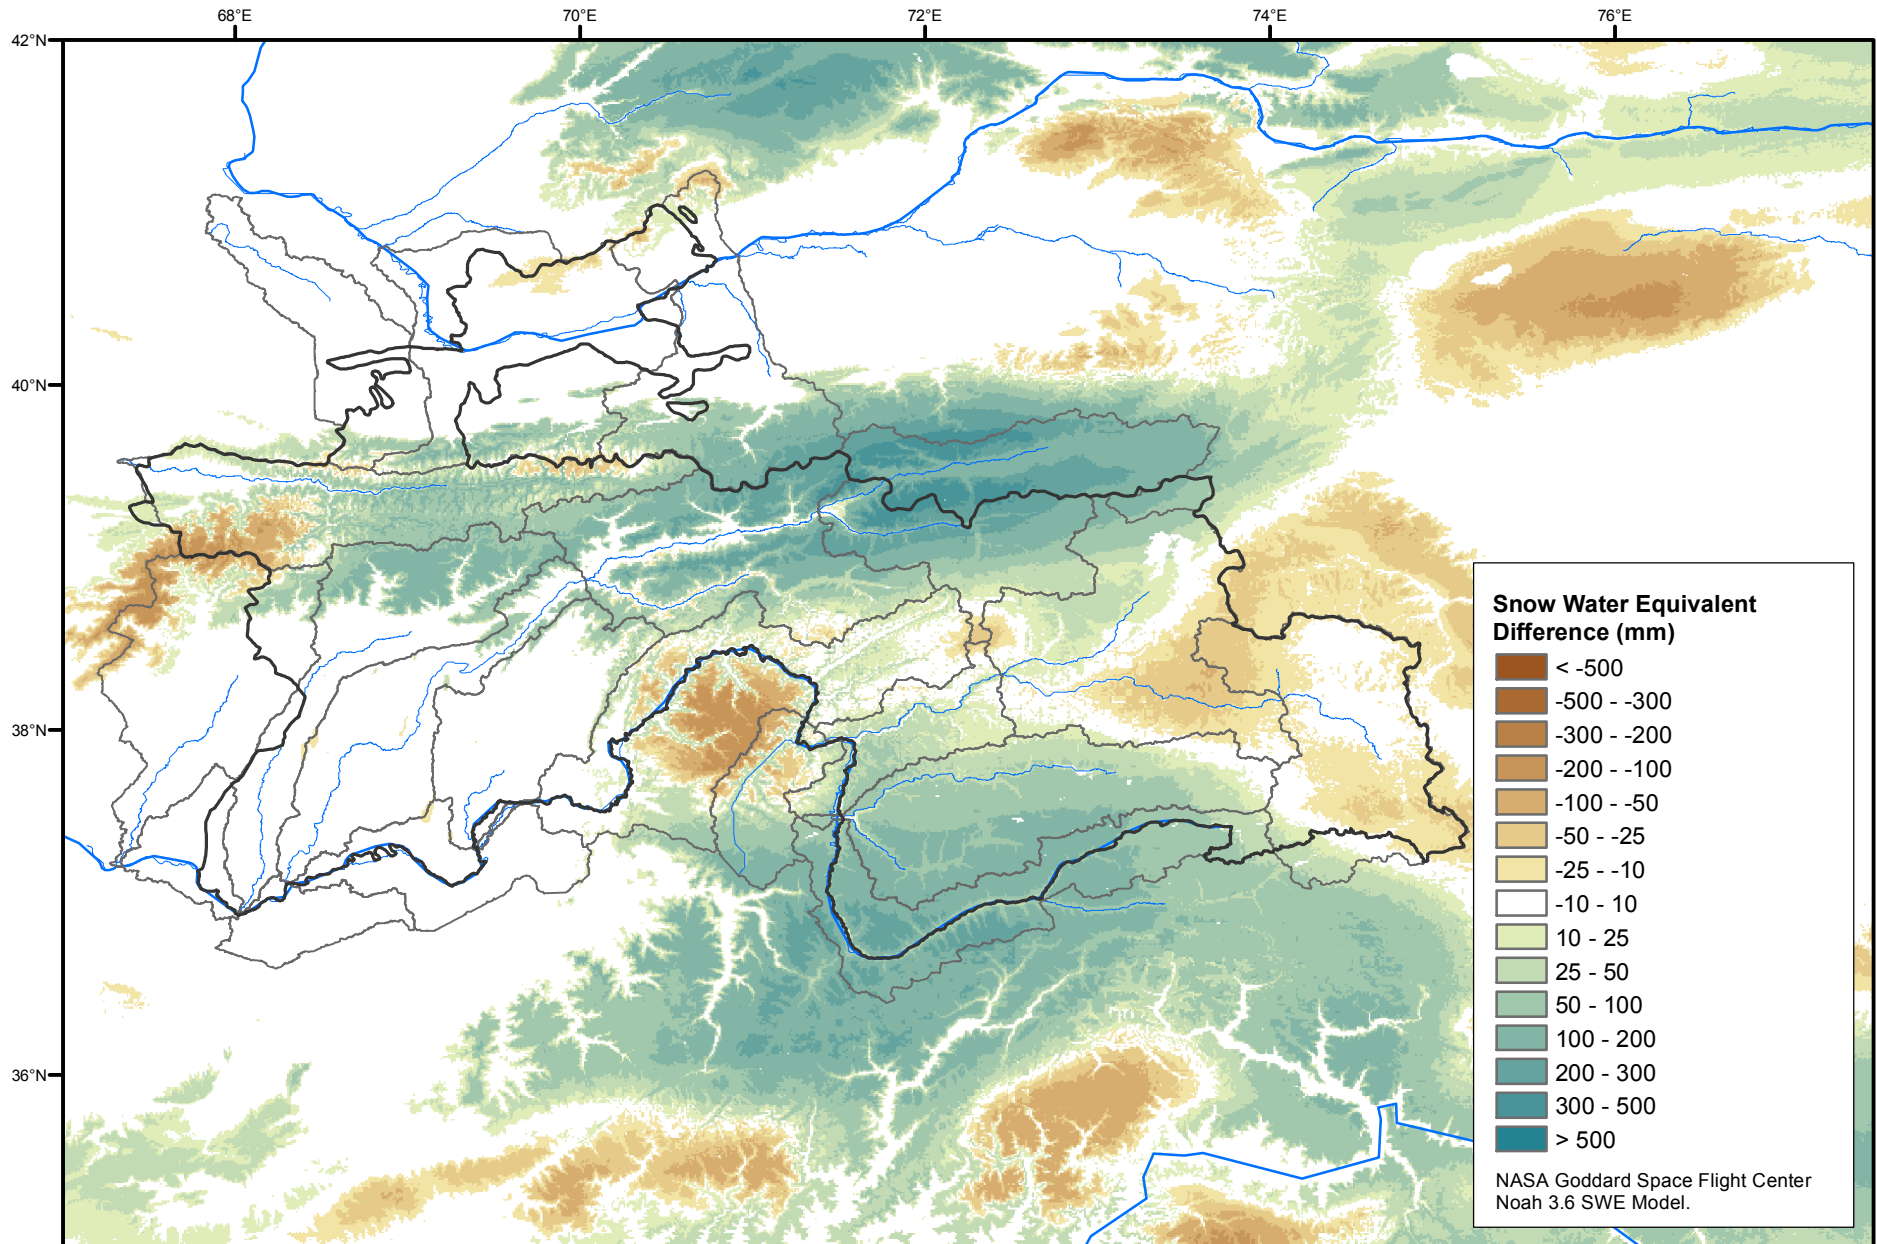 68°E 70°E 72°E 74°E 76°E
42°N
40°N
38°N
36°N
Snow Water Equivalent
Difference (mm)
< -500
-500 - -300
-300 - -200
-200 - -100
-100 - -50
-50 - -25
-25 - -10
-10 - 10
10 - 25
25 - 50
50 - 100
100 - 200
200 - 300
300 - 500
> 500
NASA Goddard Space Flight Center
Noah 3.6 SWE Model.